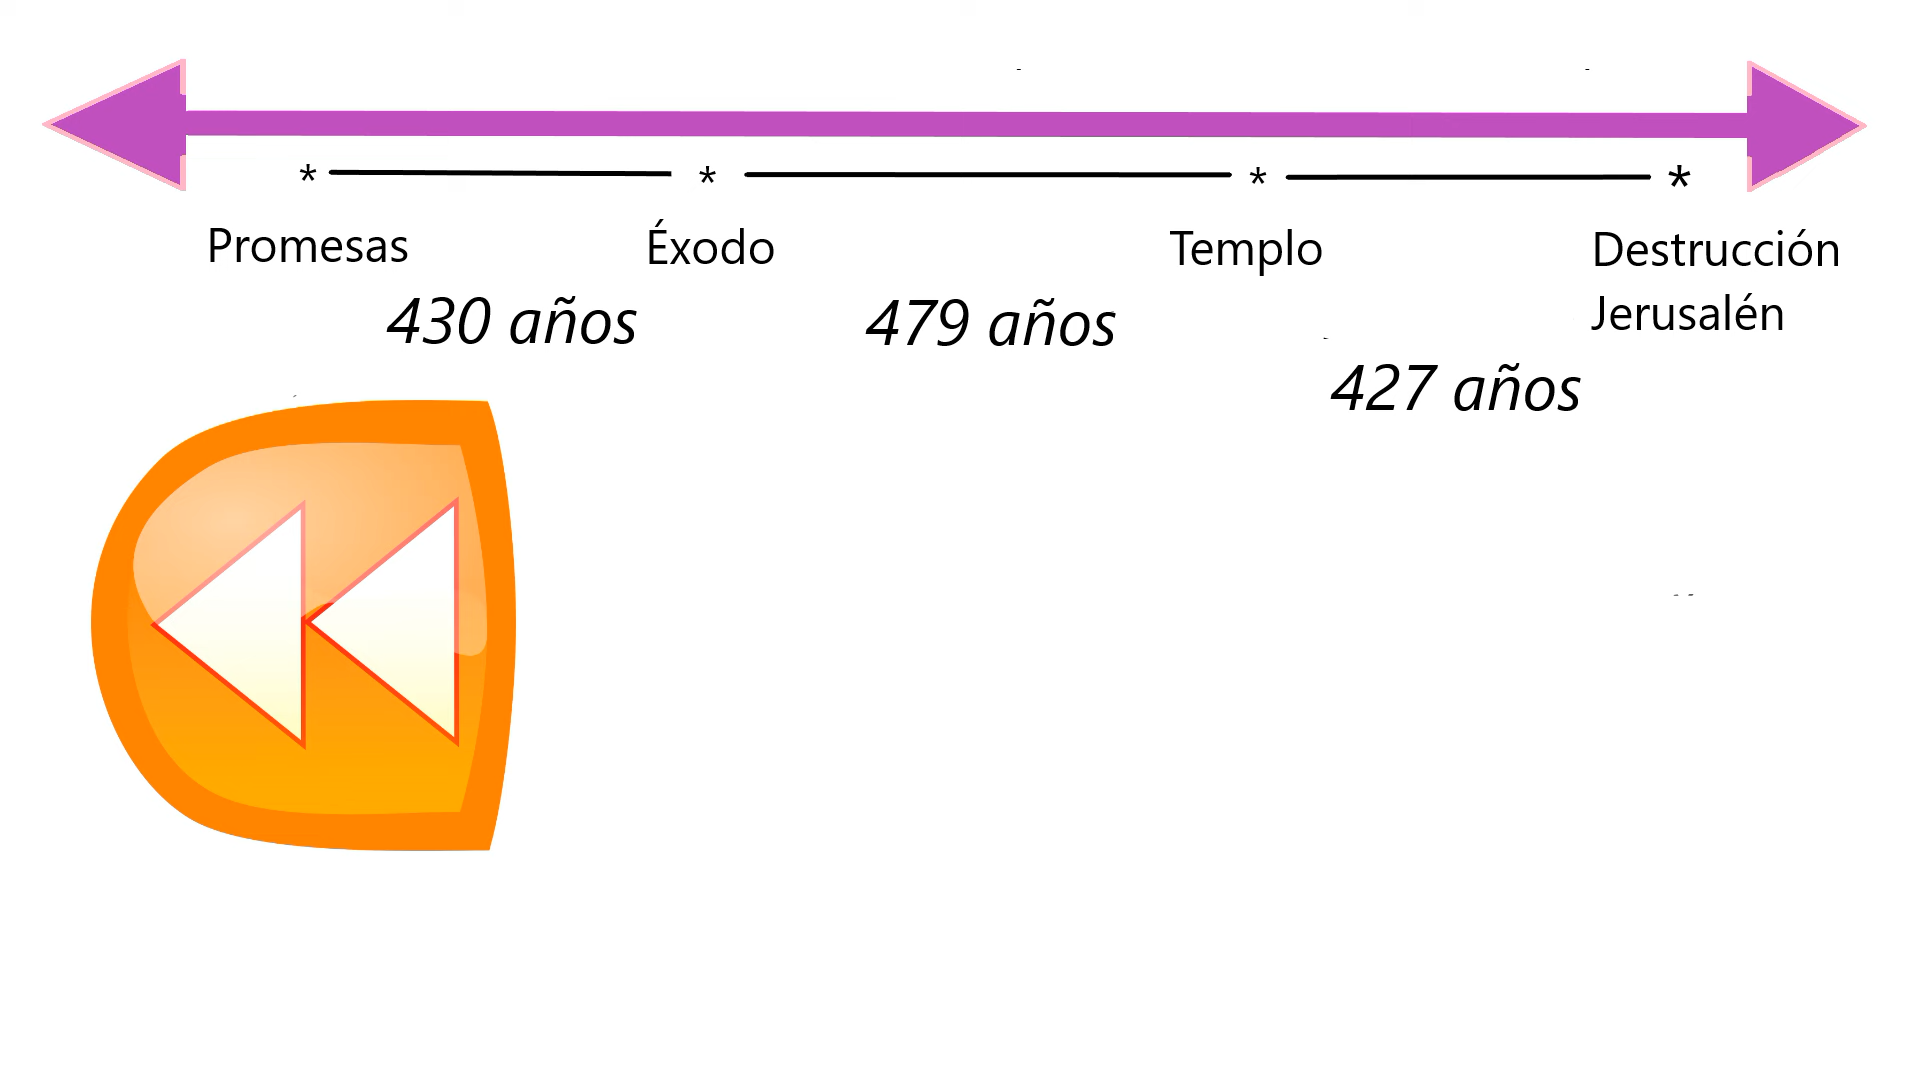 * * * *
Promesas Éxodo Templo Destrucción
Jerusalén
430 años 479 años
427 años